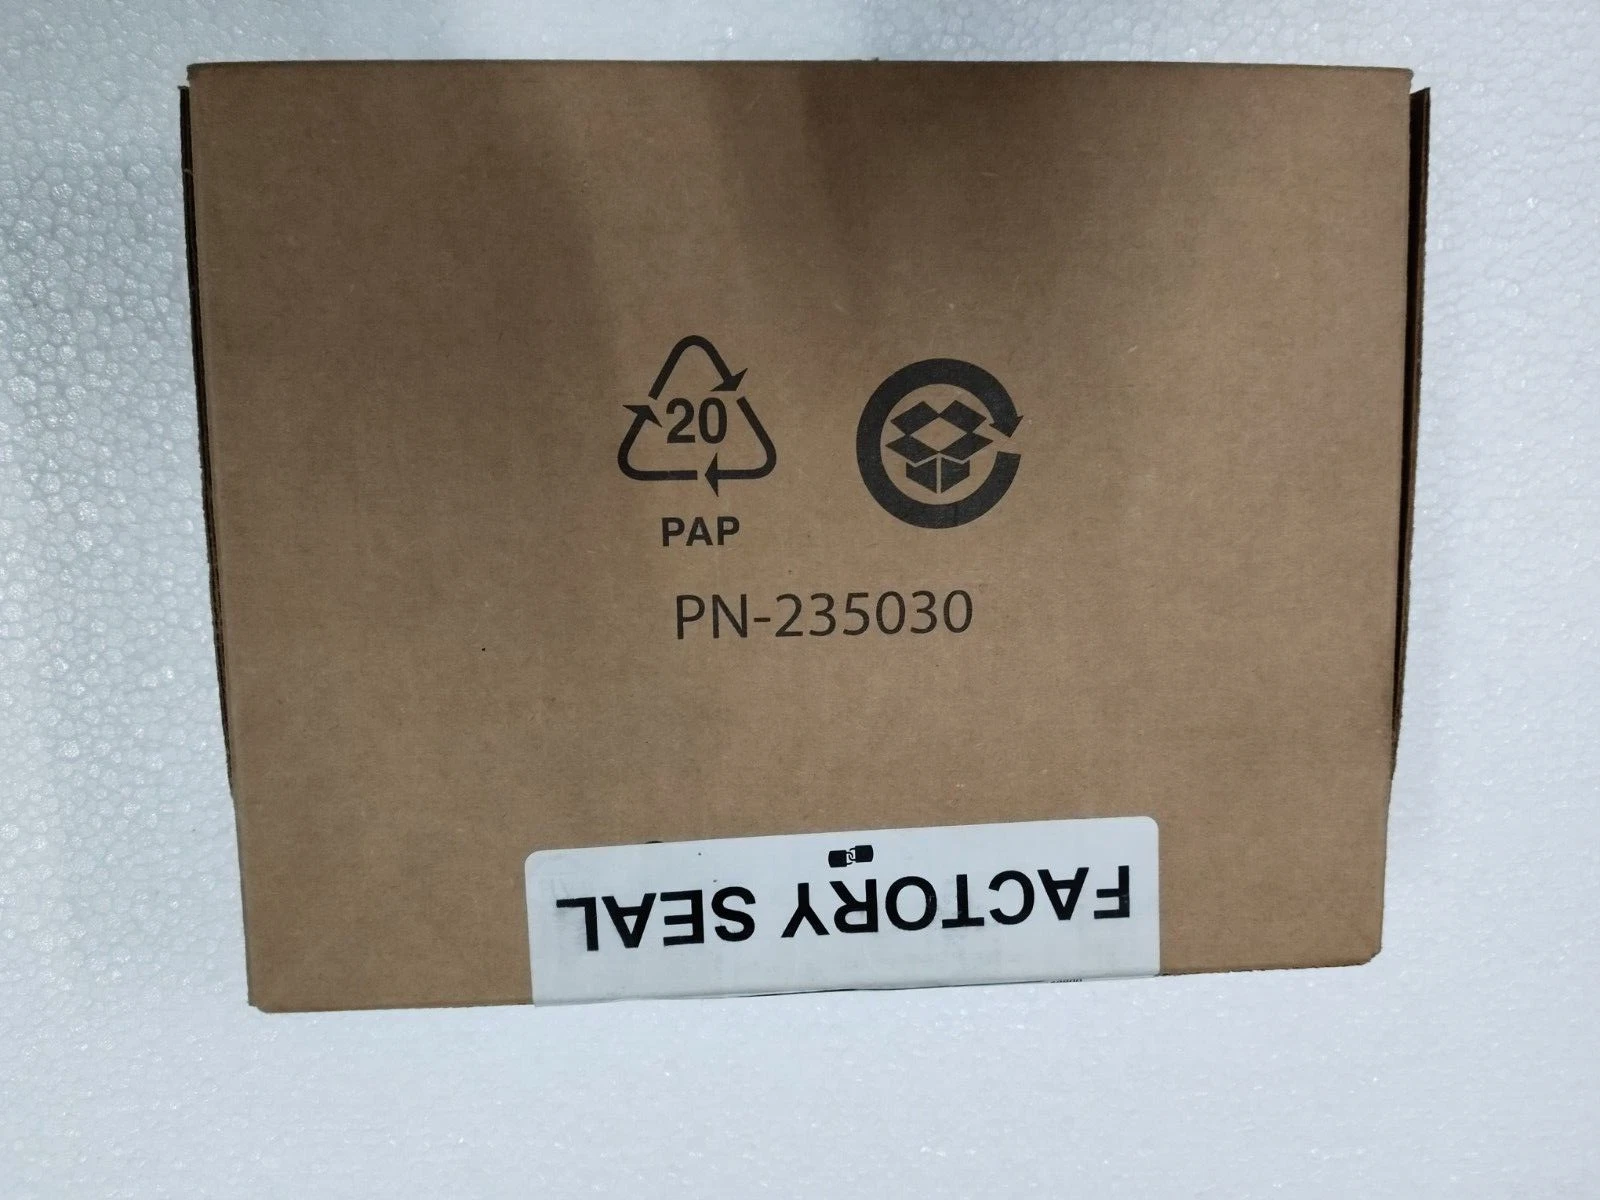 20
PAP
PN-235030
FACTORY SEAL